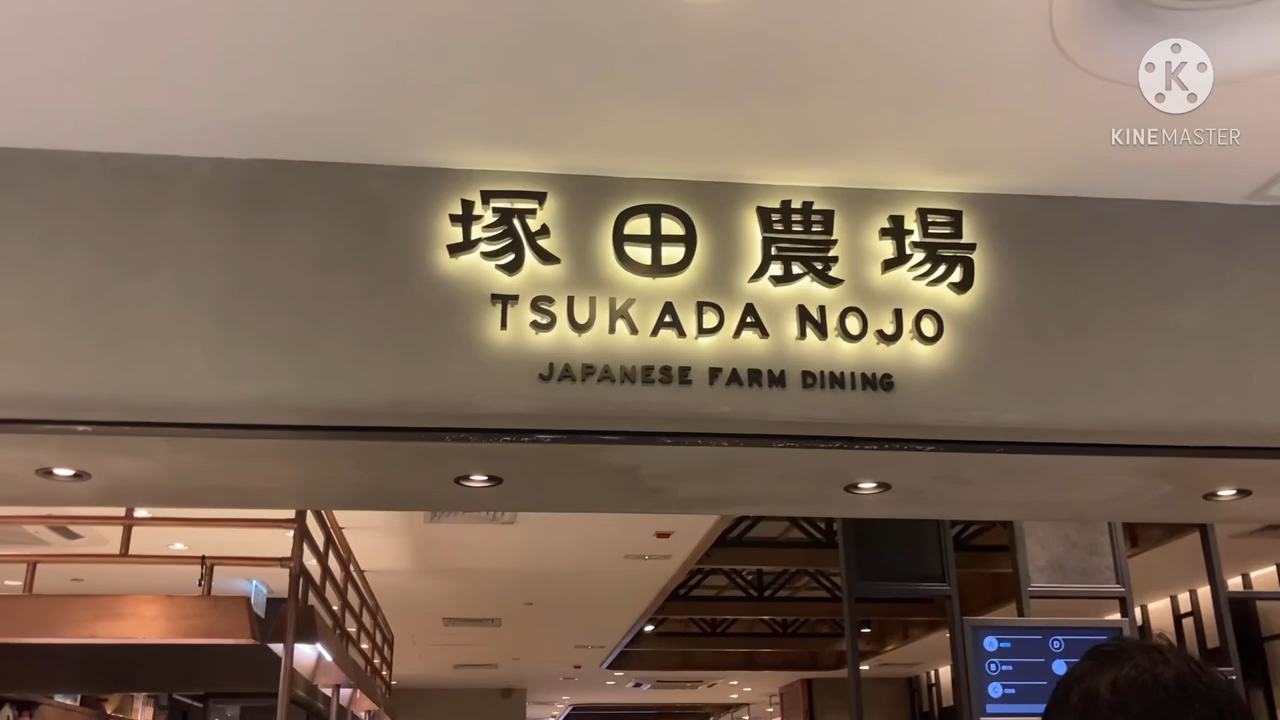 塚田農場
TSUKADA NOJO
JAPANESE FARM DINING
K
KINEMASTER
A
D
B
C